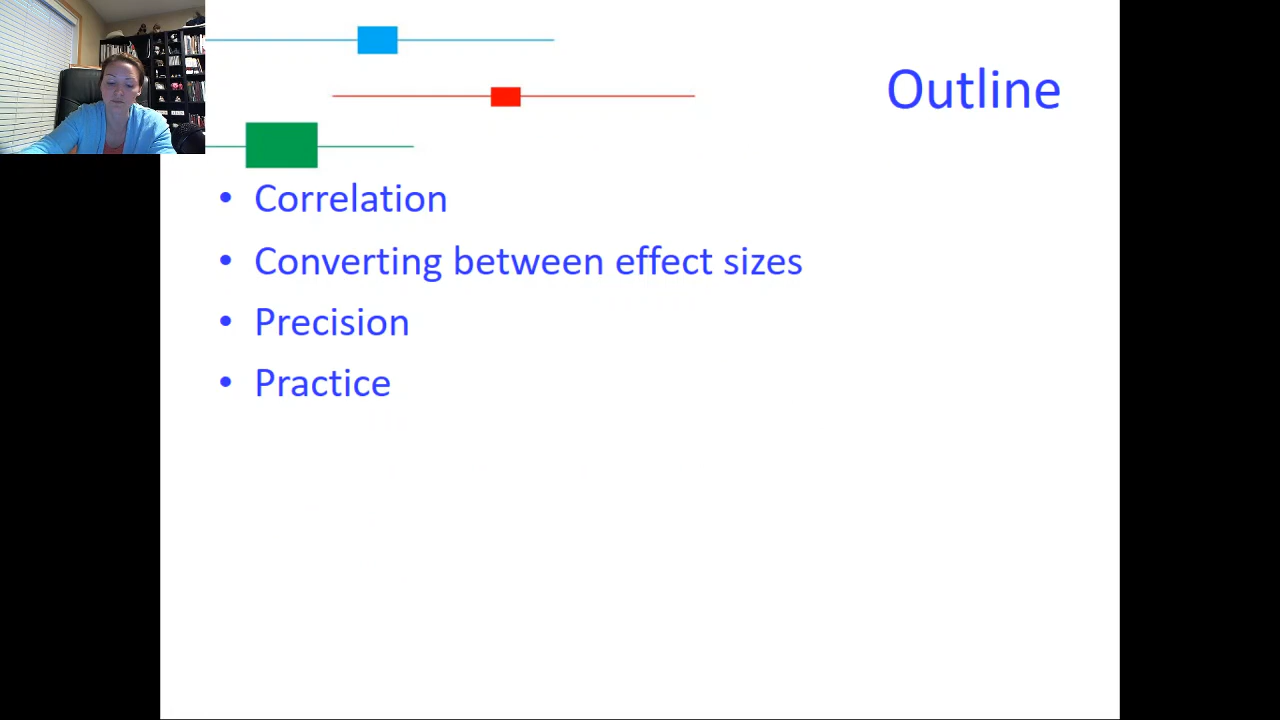 Outline
• Correlation
• Converting between effect sizes
• Precision
• Practice